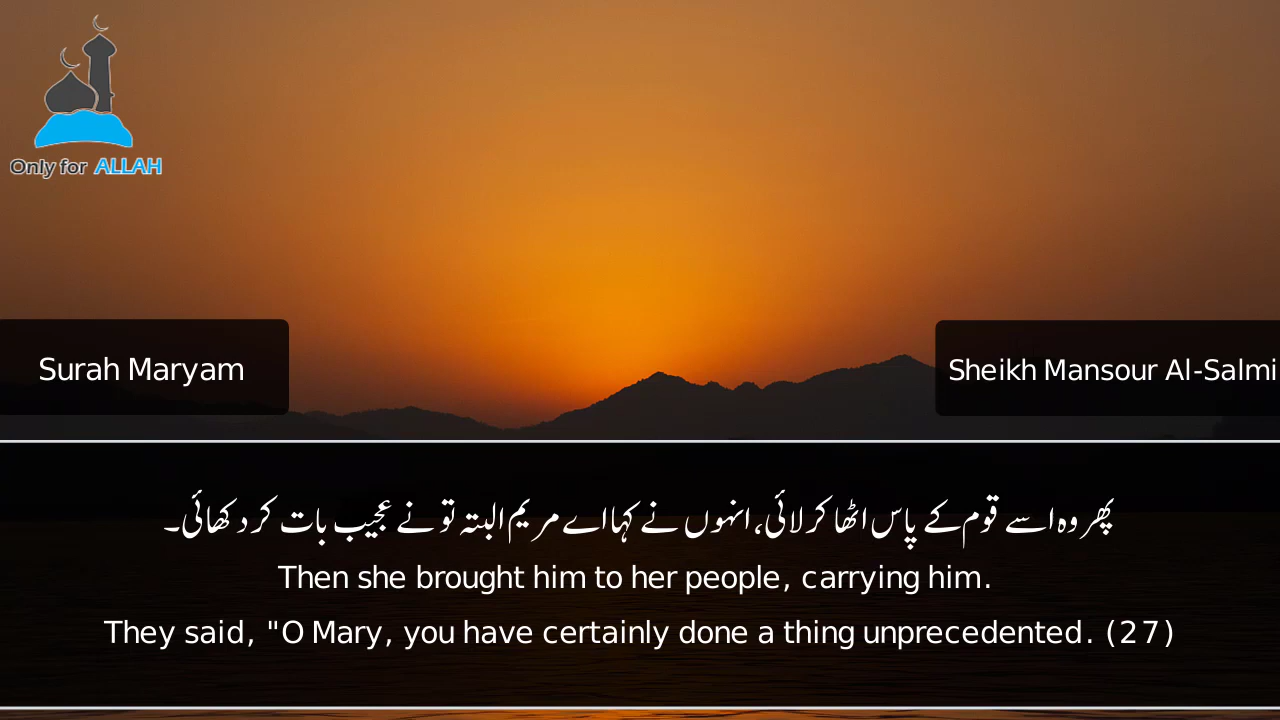 Only for ALLAH
Surah Maryam
Sheikh Mansour Al-Salmi
پھر وہ اسے قوم کے پاس اٹھا کر لائی، انہوں نے کہا اے مریم البتہ تو نے عجیب بات کر دکھائی۔
Then she brought him to her people, carrying him.
They said, "O Mary, you have certainly done a thing unprecedented. (27)